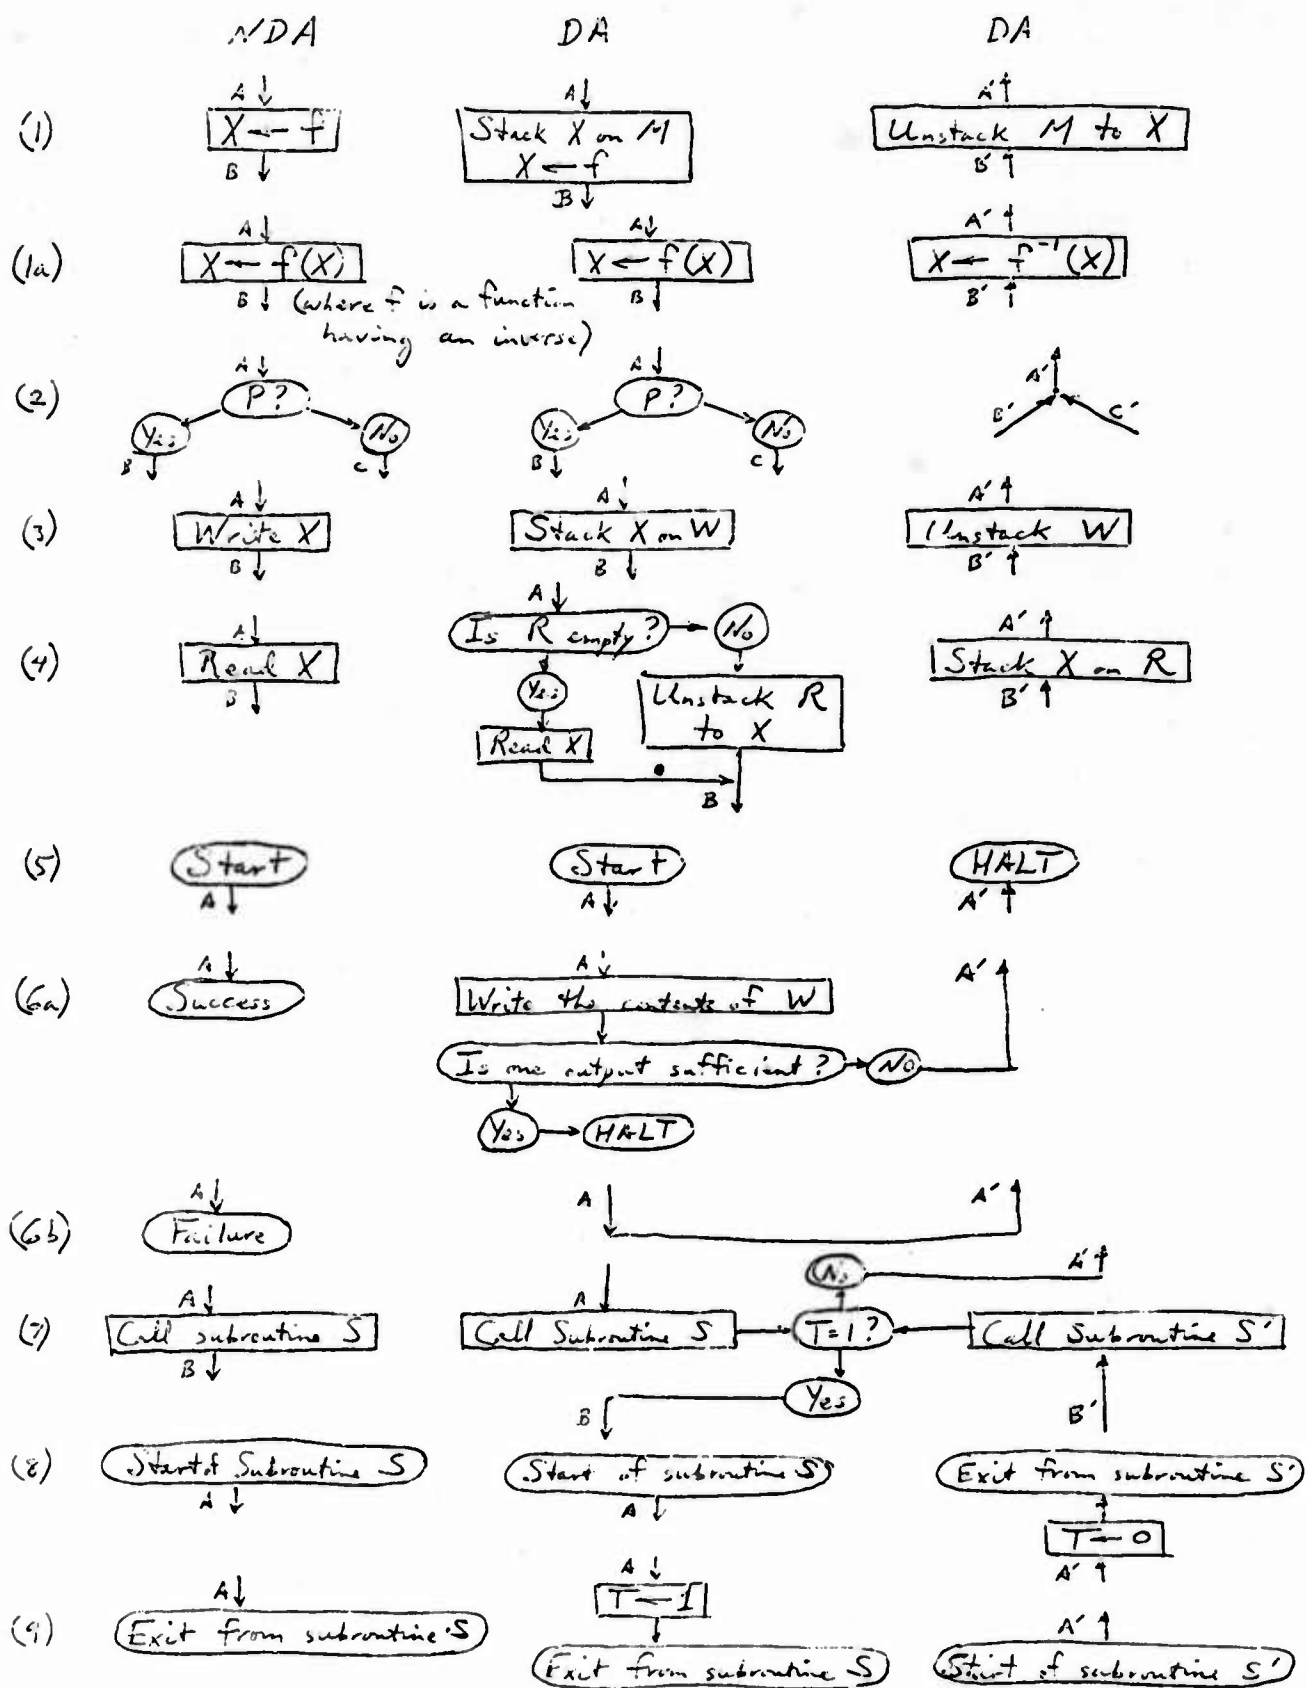 NDA DA DA
(1) A A A'
X ← f Stack X on M Unstack M to X
X ← f
B B B'
(1a) A A A'
X ← f(X) X ← f(X) X ← f⁻¹(X)
B (where f is a function B B'
having an inverse)
(2) A A A'
P? P? B' C'
Yes No Yes No
B C B C
(3) A A A'
Write X Stack X on W Unstack W
B B B'
(4) A A A'
Read X Is R empty? No Stack X on R
B Yes Unstack R B'
to X
Read X
B
(5) Start Start HALT
A A A'
(6a) A A A'
Success Write the contents of W
Is one output sufficient? No
Yes HALT
(6b) A A A'
Failure
No A'
(7) A A
Call subroutine S Call Subroutine S T=1? Call Subroutine S'
B Yes
B B'
(8) Start of Subroutine S Start of subroutine S Exit from subroutine S'
A A
T ← 0
A'
(9) A A
T ← 1
Exit from subroutine S A'
Exit from subroutine S Start of subroutine S'